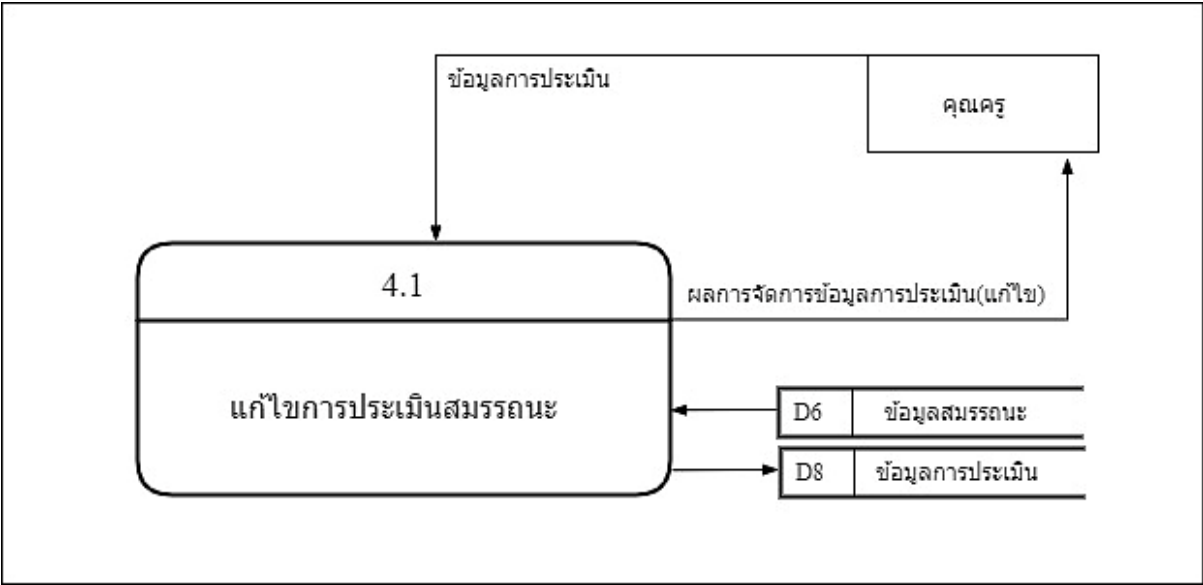 ข้อมูลการประเมิน
คุณครู
4.1
ผลการจัดการข้อมูลการประเมิน(แก้ไข)
แก้ไขการประเมินสมรรถนะ
D6 ข้อมูลสมรรถนะ
D8 ข้อมูลการประเมิน